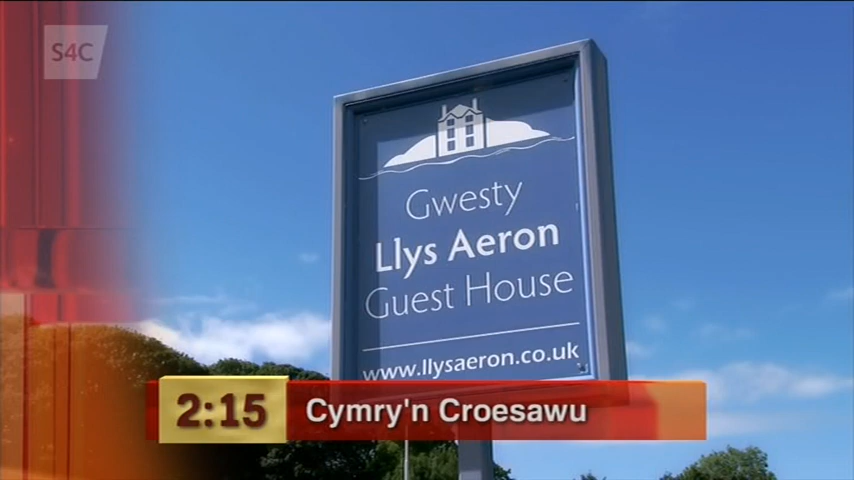 S4C
Gwesty
Llys Aeron
Guest House
www.llysaeron.co.uk
2:15 Cymry'n Croesawu